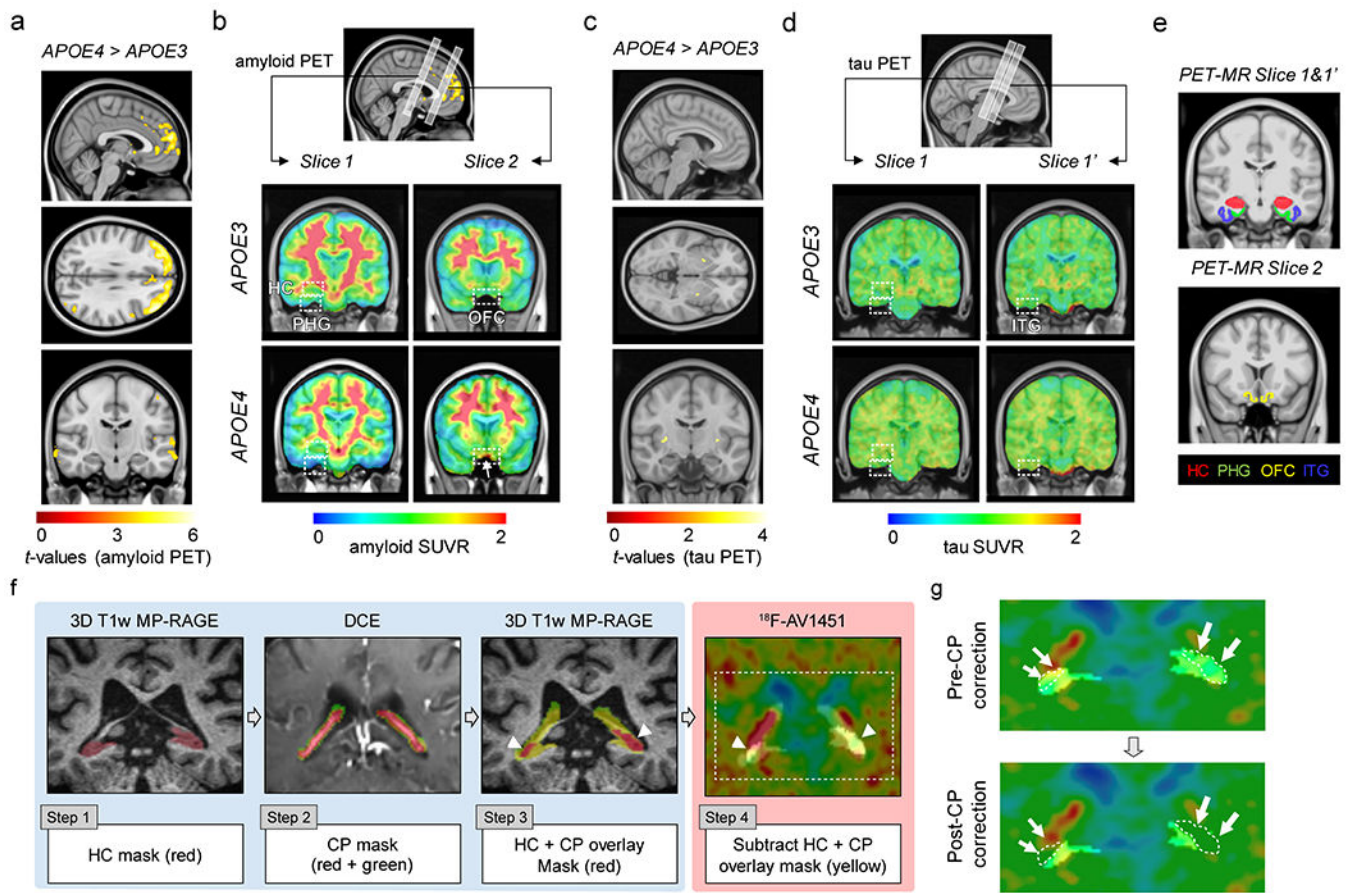 a
APOE4 > APOE3
0 3 6
t-values (amyloid PET)
b
amyloid PET
Slice 1 Slice 2
APOE3
HC
PHG
OFC
APOE4
0 2
amyloid SUVR
c
APOE4 > APOE3
0 2 4
t-values (tau PET)
d
tau PET
Slice 1 Slice 1'
APOE3
ITG
APOE4
0 2
tau SUVR
e
PET-MR Slice 1&1'
PET-MR Slice 2
HC PHG OFC ITG
f
3D T1w MP-RAGE
Step 1
HC mask (red)
DCE
Step 2
CP mask
(red + green)
3D T1w MP-RAGE
Step 3
HC + CP overlay
Mask (red)
¹⁸F-AV1451
Step 4
Subtract HC + CP
overlay mask (yellow)
g
Pre-CP
correction
Post-CP
correction